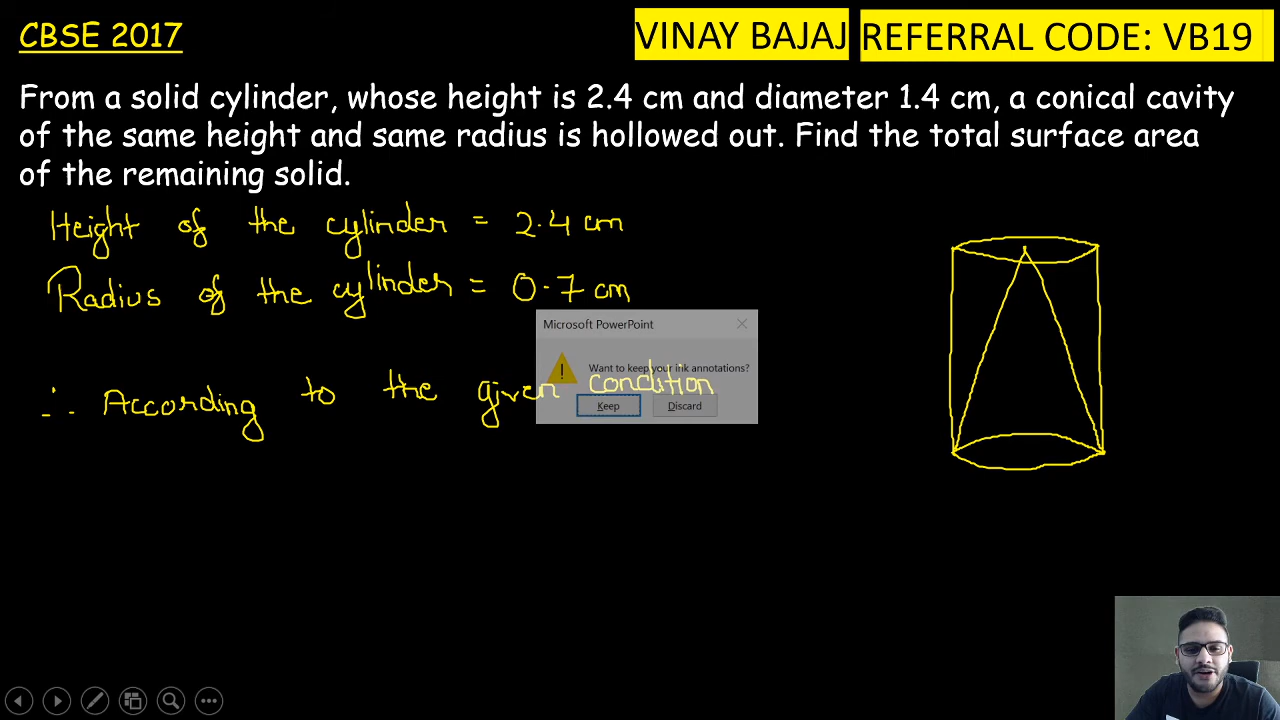 CBSE 2017
VINAY BAJAJ
REFERRAL CODE: VB19
From a solid cylinder, whose height is 2.4 cm and diameter 1.4 cm, a conical cavity
of the same height and same radius is hollowed out. Find the total surface area
of the remaining solid.
Height of the cylinder = 2.4 cm
Radius of the cylinder = 0.7 cm
Microsoft PowerPoint
Want to keep your ink annotations?
∴ According to the given condition
Keep
Discard